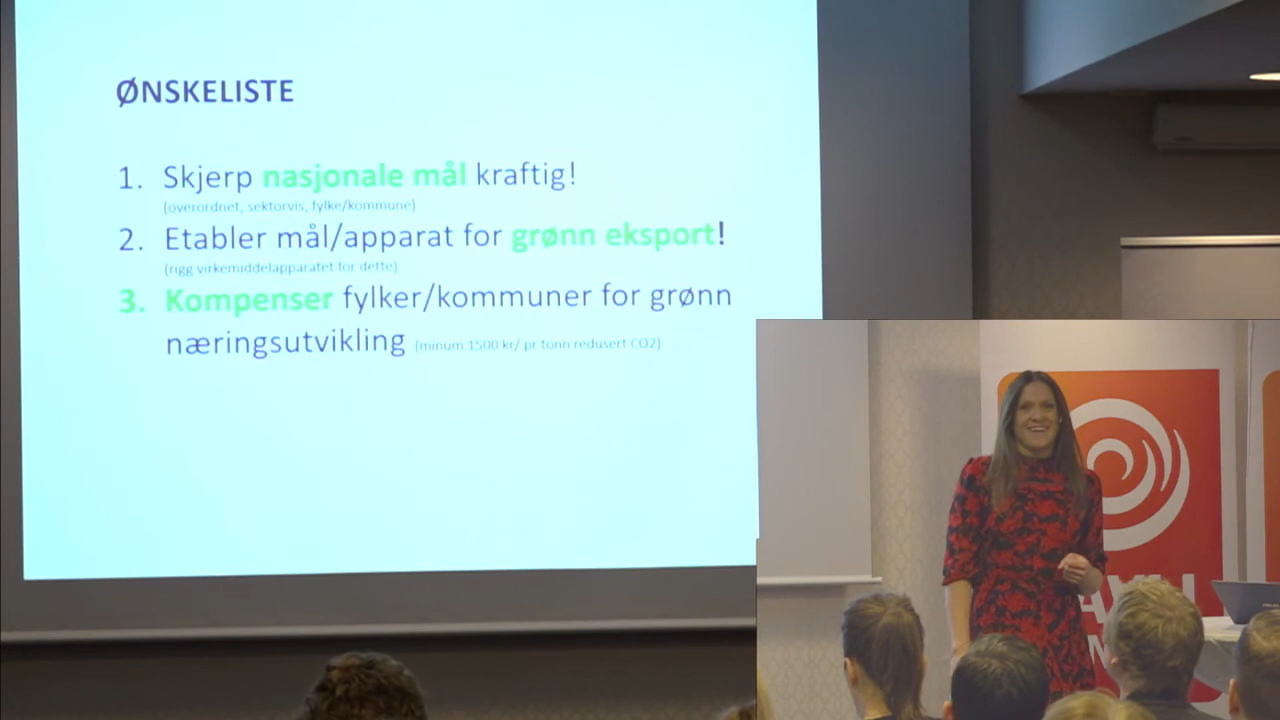 ØNSKELISTE
1. Skjerp nasjonale mål kraftig!
(overordnet, sektorvis, fylke/kommune)
2. Etabler mål/apparat for grønn eksport!
(rigg virkemiddelapparatet for dette)
3. Kompenser fylker/kommuner for grønn
næringsutvikling (minum 1500 kr/ pr tonn redusert CO2)